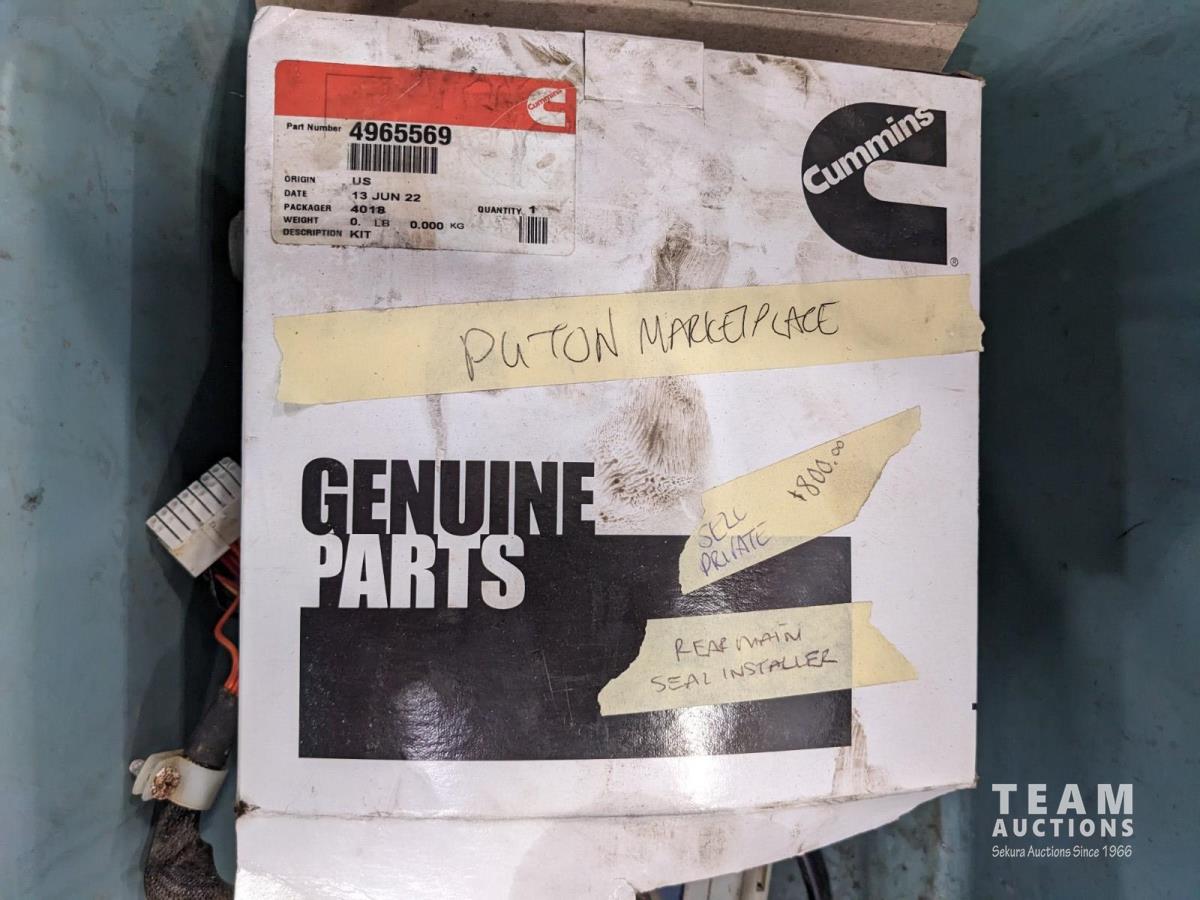 Cummins
Part Number 4965569
ORIGIN US
DATE 13 JUN 22
PACKAGER 4018 QUANTITY 1
WEIGHT 0. LB 0.000 KG
DESCRIPTION KIT
Cummins
®
PUT ON MARKETPLACE
GENUINE
PARTS
$800.00
SELL
PRIVATE
REAR MAIN
SEAL INSTALLER
TEAM
AUCTIONS
Sekura Auctions Since 1966